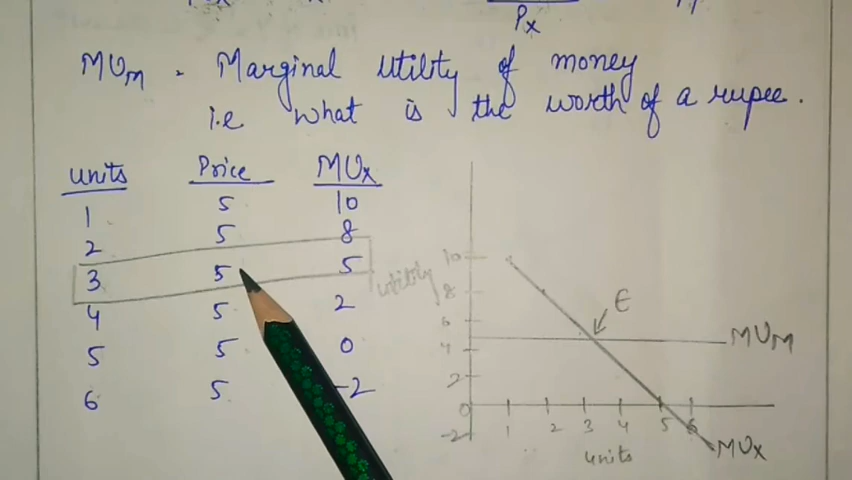 Px
MUM = Marginal utility of money
i.e what is the worth of a rupee.
units Price MUx
1 5 10
2 5 8
3 5 5
4 5 2
5 5 0
6 5 -2
utility
10
8
6
4
2
0
-2
1 2 3 4 5 6
units
E
MUM
MUx